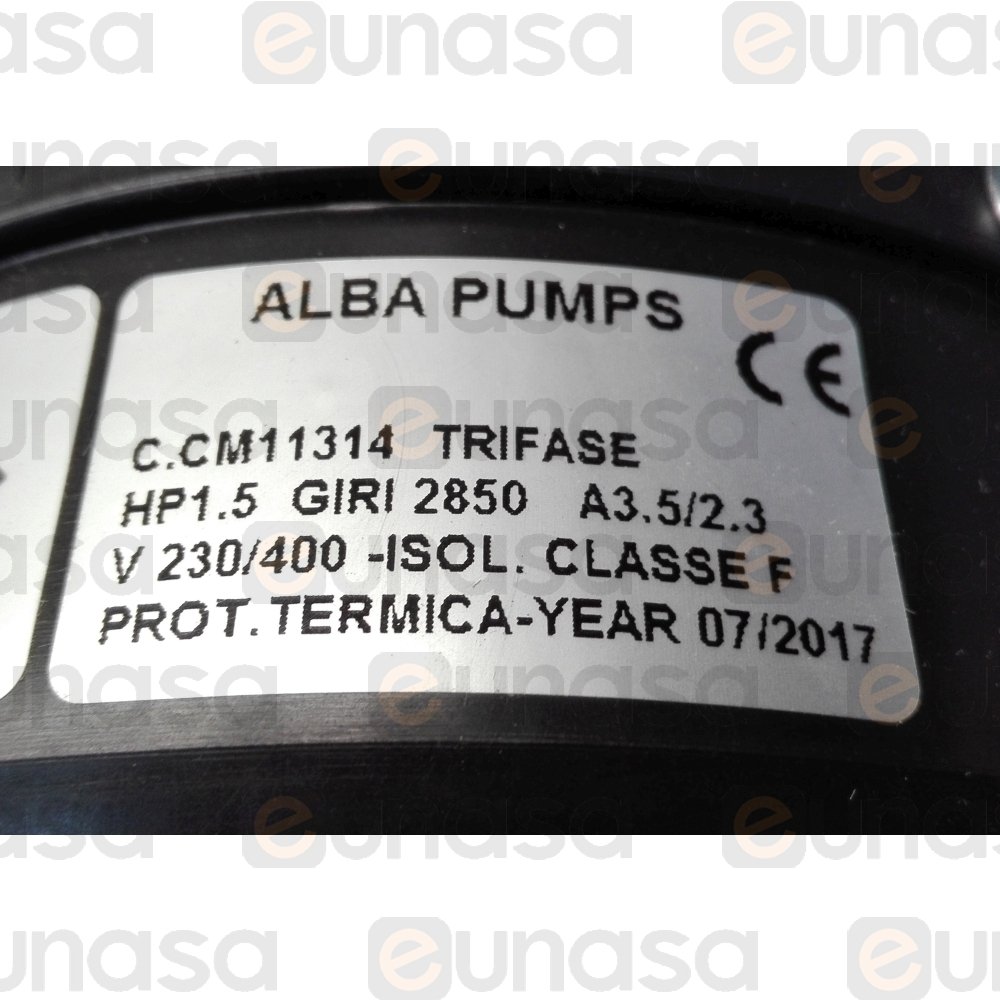 ALBA PUMPS
CE
C.CM11314 TRIFASE
HP1.5 GIRI 2850 A3.5/2.3
V 230/400 -ISOL. CLASSE F
PROT.TERMICA-YEAR 07/2017
eunasa